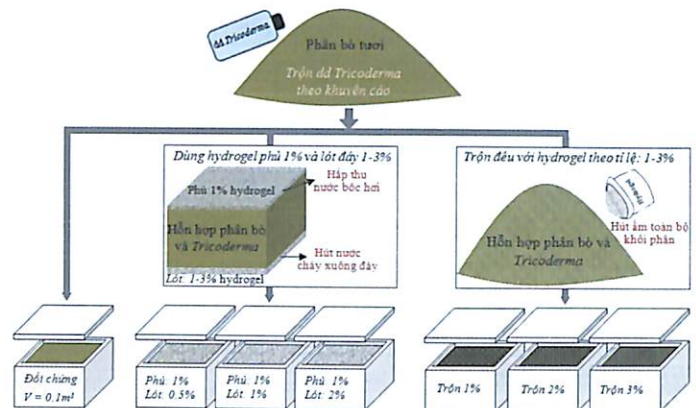 dd Tricoderma
Phân bò tươi
Trộn dd Tricoderma
theo khuyến cáo
Dùng hydrogel phủ 1% và lót đáy 1-3%
Phủ 1% hydrogel
Hấp thu
nước bốc hơi
Hỗn hợp phân bò
và Tricoderma
Hút nước
chảy xuống đáy
Lót: 1-3% hydrogel
Trộn đều với hydrogel theo tỉ lệ: 1-3%
Hydrogel
Hút ẩm toàn bộ
khối phân
Hỗn hợp phân bò và
Tricoderma
Đối chứng
V = 0.1m³
Phủ: 1%
Lót: 0.5%
Phủ: 1%
Lót: 1%
Phủ: 1%
Lót: 2%
Trộn 1%
Trộn 2%
Trộn 3%